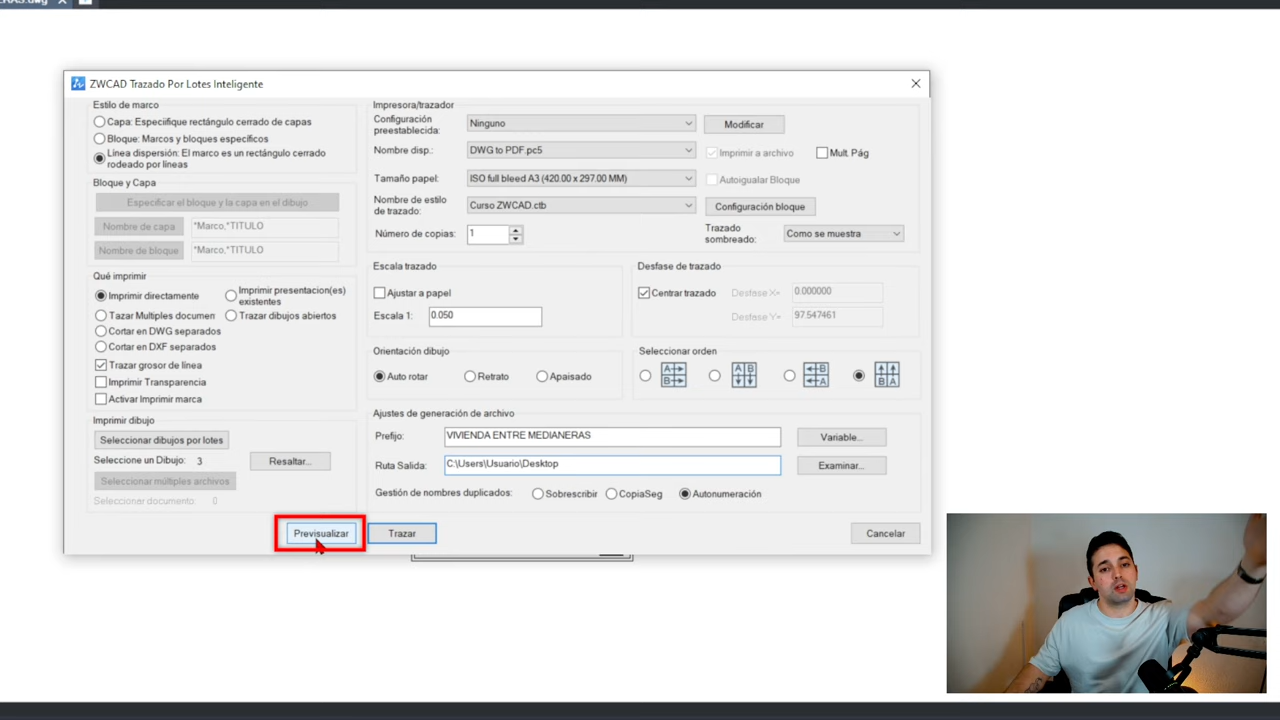 ZWCAD Trazado Por Lotes Inteligente
Estilo de marco
Capa: Especiifique rectángulo cerrado de capas
Bloque: Marcos y bloques específicos
Línea dispersión: El marco es un rectángulo cerrado
rodeado por líneas
Bloque y Capa
Especificar el bloque y la capa en el dibujo
Nombre de capa
*Marco,*TITULO
Nombre de bloque
*Marco,*TITULO
Qué imprimir
Imprimir directamente
Imprimir presentacion(es)
existentes
Tazar Multiples documen
Trazar dibujos abiertos
Cortar en DWG separados
Cortar en DXF separados
Trazar grosor de línea
Imprimir Transparencia
Activar Imprimir marca
Imprimir dibujo
Seleccionar dibujos por lotes
Seleccione un Dibujo: 3
Resaltar...
Seleccionar múltiples archivos
Seleccionar documento: 0
Impresora/trazador
Configuración
preestablecida:
Ninguno
Modificar
Nombre disp.:
DWG to PDF.pc5
Imprimir a archivo
Mult. Pág
Tamaño papel:
ISO full bleed A3 (420.00 x 297.00 MM)
Autoigualar Bloque
Nombre de estilo
de trazado:
Curso ZWCAD.ctb
Configuración bloque
Número de copias:
1
Trazado
sombreado:
Como se muestra
Escala trazado
Ajustar a papel
Escala 1:
0.050
Desfase de trazado
Centrar trazado
Desfase X=
0.000000
Desfase Y=
97.547461
Orientación dibujo
Auto rotar
Retrato
Apaisado
Seleccionar orden
A
B
A B
B
A
B A
Ajustes de generación de archivo
Prefijo:
VIVIENDA ENTRE MEDIANERAS
Variable...
Ruta Salida:
C:\Users\Usuario\Desktop
Examinar...
Gestión de nombres duplicados:
Sobrescribir
CopiaSeg
Autonumeración
Previsualizar
Trazar
Cancelar